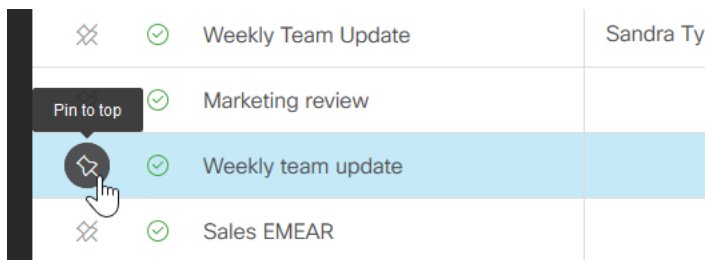 Weekly Team Update Sandra Ty
Marketing review
Pin to top
Weekly team update
Sales EMEAR